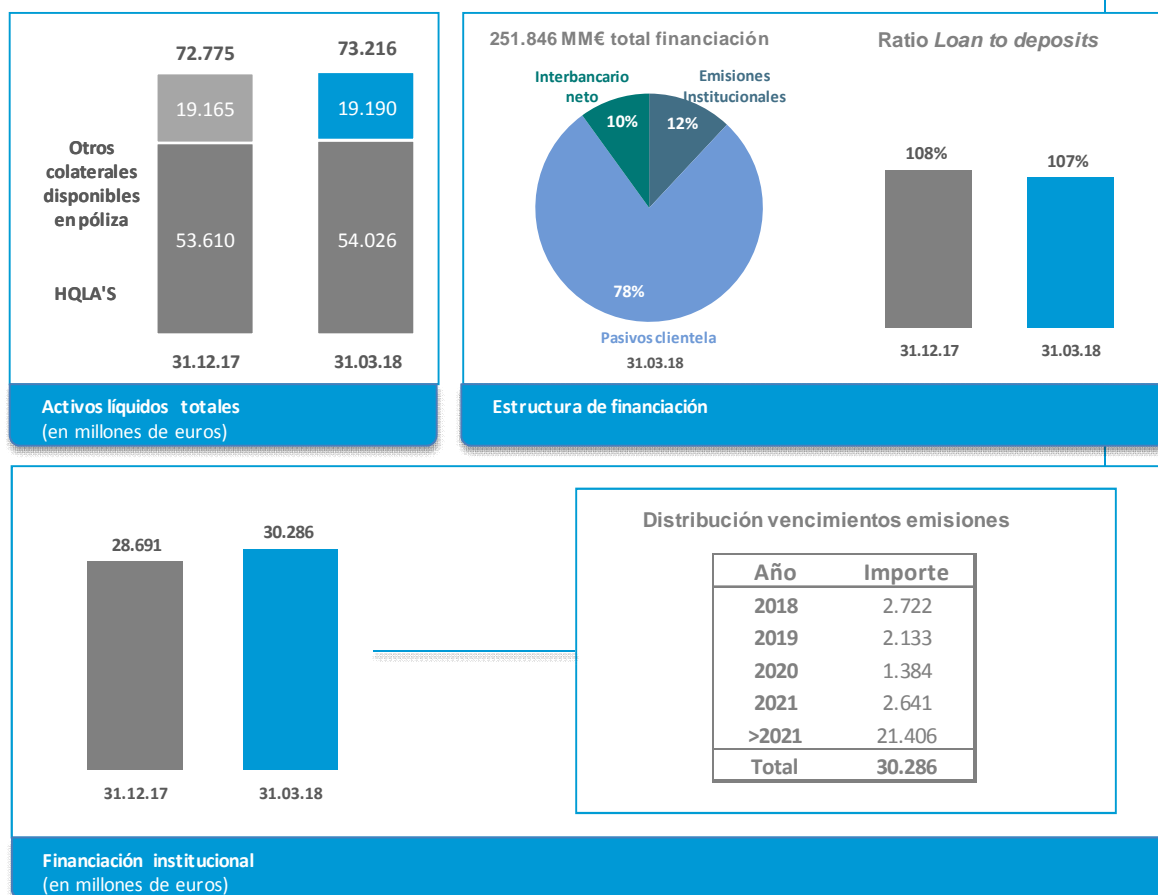 72.775
73.216
19.165
19.190
Otros
colaterales
disponibles
en póliza
53.610
54.026
HQLA'S
31.12.17
31.03.18
Activos líquidos totales
(en millones de euros)
251.846 MM€ total financiación
Interbancario
neto
Emisiones
Institucionales
10%
12%
78%
Pasivos clientela
31.03.18
Ratio Loan to deposits
108%
107%
31.12.17
31.03.18
Estructura de financiación
28.691
30.286
31.12.17
31.03.18
Distribución vencimientos emisiones
Año Importe
2018 2.722
2019 2.133
2020 1.384
2021 2.641
>2021 21.406
Total 30.286
Financiación institucional
(en millones de euros)